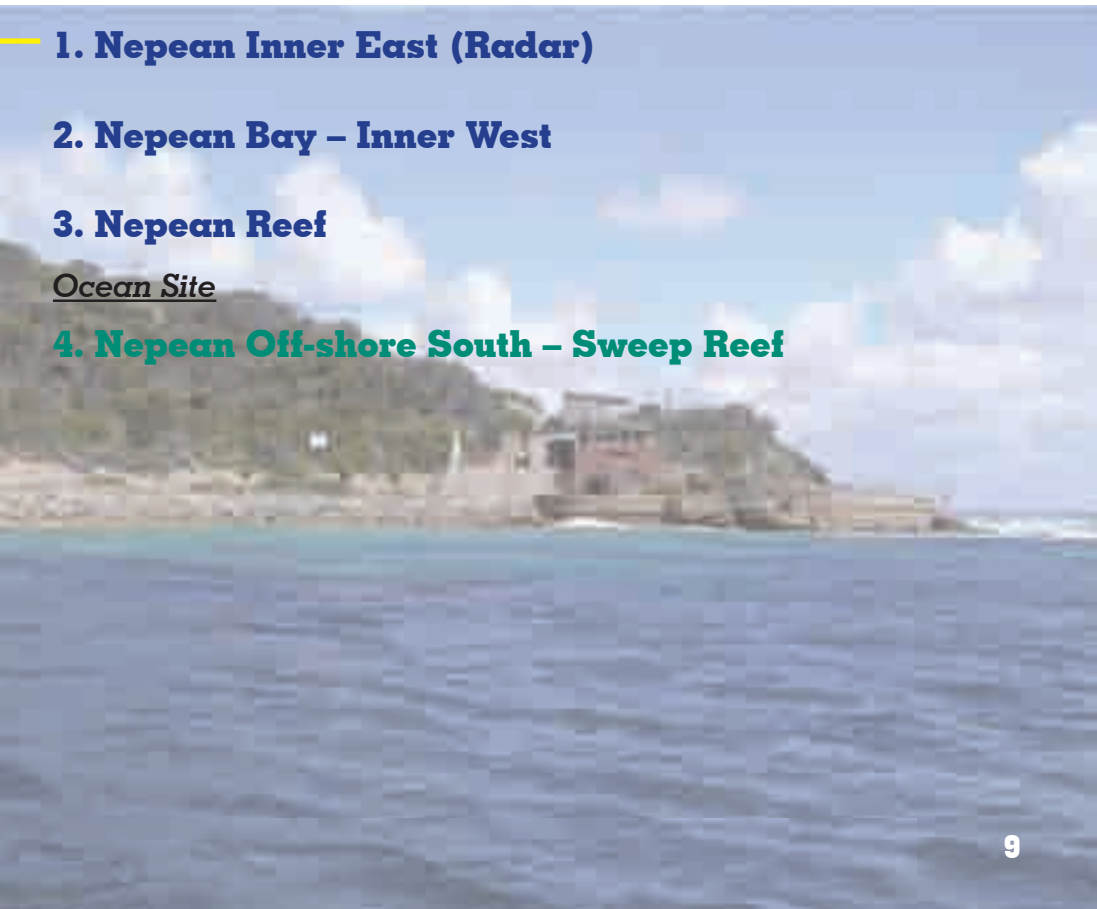 1. Nepean Inner East (Radar)
2. Nepean Bay – Inner West
3. Nepean Reef
Ocean Site
4. Nepean Off-shore South – Sweep Reef
9